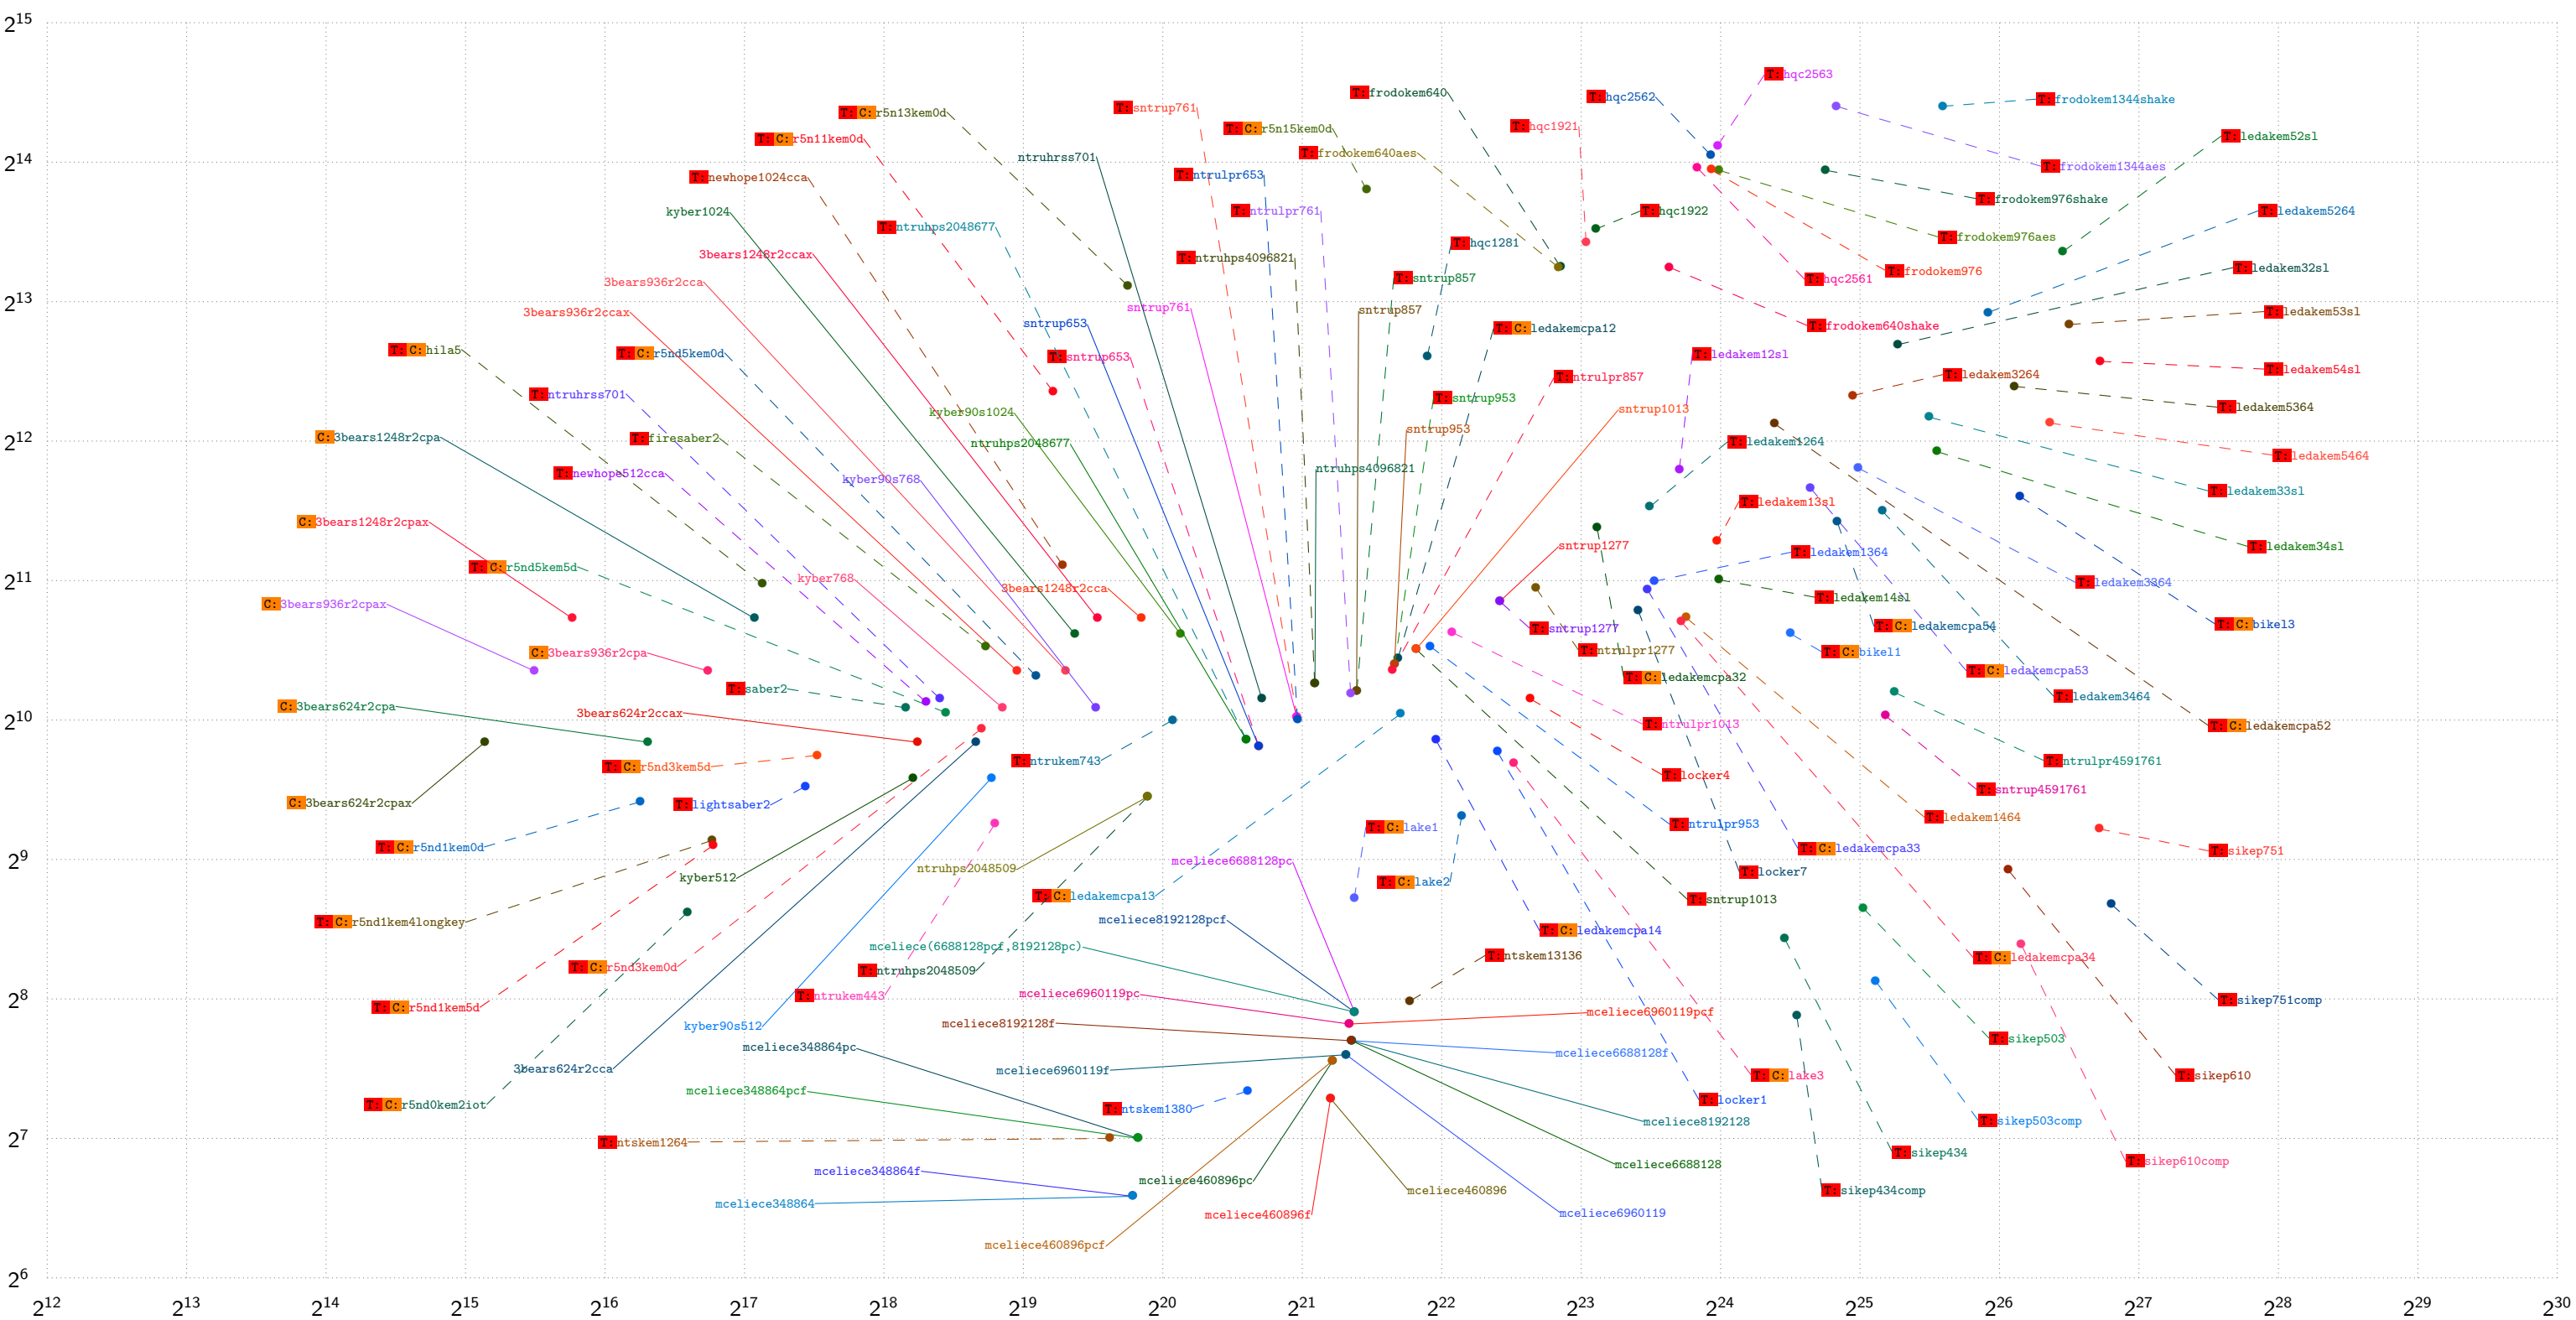 2^15
T: hqc2563
T: hqc2562
T: frodokem640
T: frodokem1344shake
T: sntrup761
T: C: r5n13kem0d
T: hqc1921
T: C: r5n15kem0d
T: ledakem52sl
T: C: r5n11kem0d
T: frodokem640aes
ntruhrss701
2^14
T: frodokem1344aes
T: ntrulpr653
T: newhope1024cca
T: frodokem976shake
kyber1024
T: ntrulpr761
T: hqc1922
T: ledakem5264
T: ntruhps2048677
T: frodokem976aes
T: hqc1281
3bears1248r2ccax
T: ntruhps4096821
T: ledakem32sl
T: frodokem976
T: sntrup857
T: hqc2561
3bears936r2cca
2^13
sntrup761
sntrup857
3bears936r2ccax
T: ledakem53sl
sntrup653
T: frodokem640shake
T: C: ledakemcpa12
T: C: hila5
T: C: r5nd5kem0d
T: ledakem12sl
T: sntrup653
T: ledakem54sl
T: ntrulpr857
T: ledakem3264
T: ntruhrss701
T: sntrup953
T: ledakem5364
kyber90s1024
sntrup1013
sntrup953
C: 3bears1248r2cpa
T: firesaber2
2^12
ntruhps2048677
T: ledakem1264
T: ledakem5464
ntruhps4096821
T: newhope512cca
kyber90s768
T: ledakem33sl
T: ledakem13sl
C: 3bears1248r2cpax
sntrup1277
T: ledakem34sl
T: ledakem1364
T: C: r5nd5kem5d
kyber768
2^11
T: ledakem3364
3bears1248r2cca
T: ledakem14sl
C: 3bears936r2cpax
T: C: bikel3
T: C: ledakemcpa54
T: sntrup1277
T: ntrulpr1277
T: C: bikel1
C: 3bears936r2cpa
T: C: ledakemcpa53
T: C: ledakemcpa32
T: saber2
T: ledakem3464
C: 3bears624r2cpa
3bears624r2ccax
2^10
T: ntrulpr1013
T: C: ledakemcpa52
T: ntrukem743
T: ntrulpr4591761
T: C: r5nd3kem5d
T: locker4
T: sntrup4591761
C: 3bears624r2cpax
T: lightsaber2
T: ledakem1464
T: ntrulpr953
T: C: lake1
T: C: r5nd1kem0d
T: C: ledakemcpa33
T: sikep751
2^9
mceliece6688128pc
ntruhps2048509
T: locker7
kyber512
T: C: lake2
T: C: ledakemcpa13
T: sntrup1013
mceliece8192128pcf
T: C: r5nd1kem4longkey
T: C: ledakemcpa14
mceliece(6688128pcf,8192128pc)
T: ntskem13136
T: C: ledakemcpa34
T: C: r5nd3kem0d
T: ntruhps2048509
mceliece6960119pc
T: ntrukem443
2^8
T: sikep751comp
T: C: r5nd1kem5d
mceliece6960119pcf
mceliece8192128f
kyber90s512
T: sikep503
mceliece348864pc
mceliece6688128f
3bears624r2cca
mceliece6960119f
T: C: lake3
T: sikep610
mceliece348864pcf
T: locker1
T: C: r5nd0kem2iot
T: ntskem1380
mceliece8192128
T: sikep503comp
2^7
T: ntskem1264
T: sikep434
T: sikep610comp
mceliece6688128
mceliece348864f
mceliece460896pc
mceliece460896
T: sikep434comp
mceliece348864
mceliece460896f
mceliece6960119
mceliece460896pcf
2^6
2^12 2^13 2^14 2^15 2^16 2^17 2^18 2^19 2^20 2^21 2^22 2^23 2^24 2^25 2^26 2^27 2^28 2^29 2^30